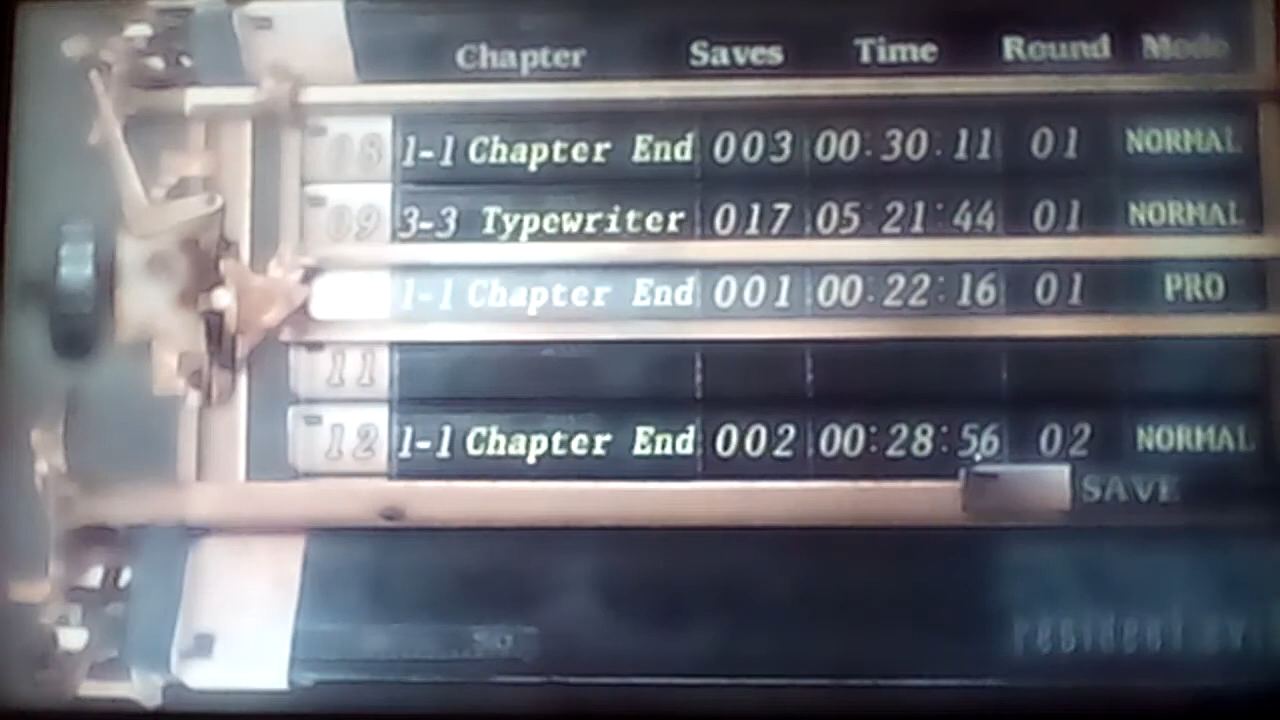 Chapter Saves Time Round Mode
08 1-1 Chapter End 003 00:30:11 01 NORMAL
09 3-3 Typewriter 017 05:21:44 01 NORMAL
1-1 Chapter End 001 00:22:16 01 PRO
11
12 1-1 Chapter End 002 00:28:56 02 NORMAL
SAVE
resident